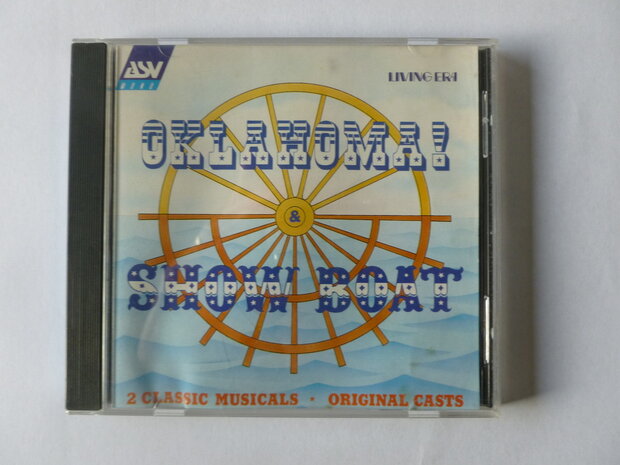 ASV
LIVING ERA
OKLAHOMA!
&
SHOW BOAT
2 CLASSIC MUSICALS * ORIGINAL CASTS